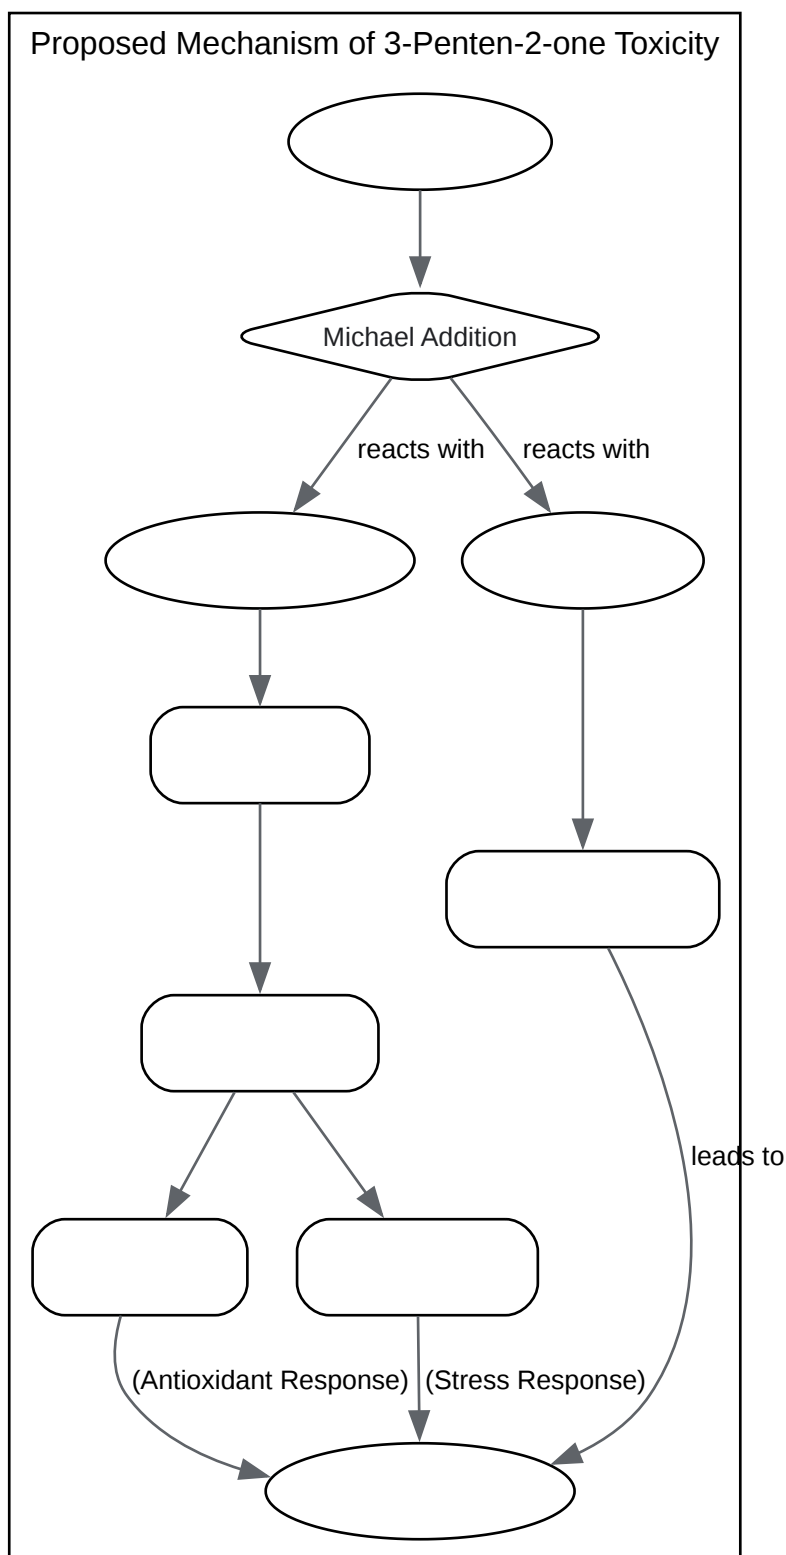 Proposed Mechanism of 3-Penten-2-one Toxicity
Michael Addition
reacts with
reacts with
leads to
(Antioxidant Response)
(Stress Response)